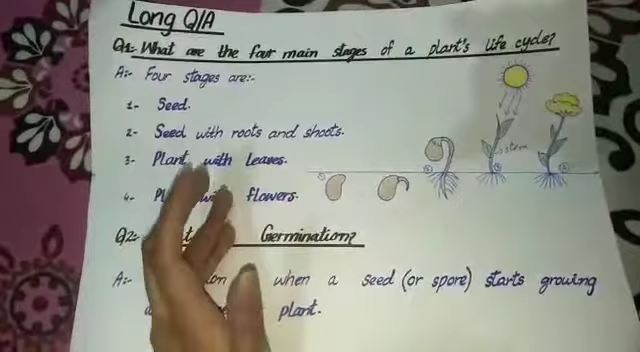 Long Q/A
Q1:- What are the four main stages of a plant's life cycle?
A:- Four stages are:-
1- Seed.
2- Seed with roots and shoots.
3- Plant with leaves.
4- flowers.
Q2:- Germination?
A:- when a seed (or spore) starts growing
plant.
stem